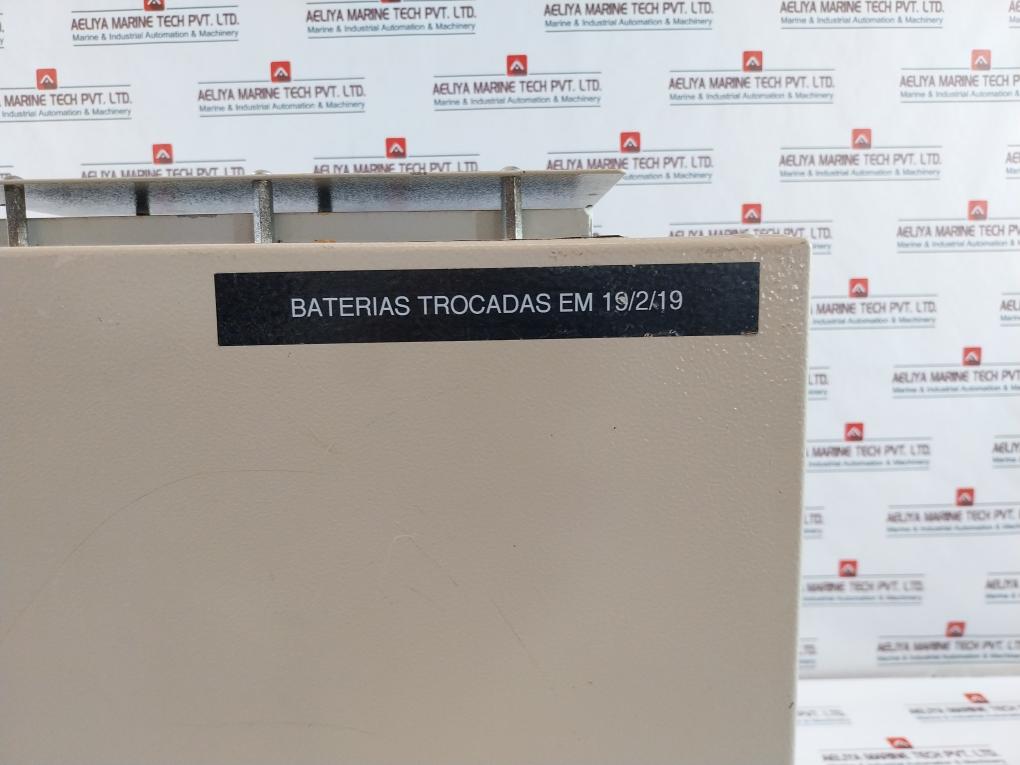 AELIYA MARINE TECH PVT. LTD.
Marine & Industrial Automation & Machinery
BATERIAS TROCADAS EM 19/2/19